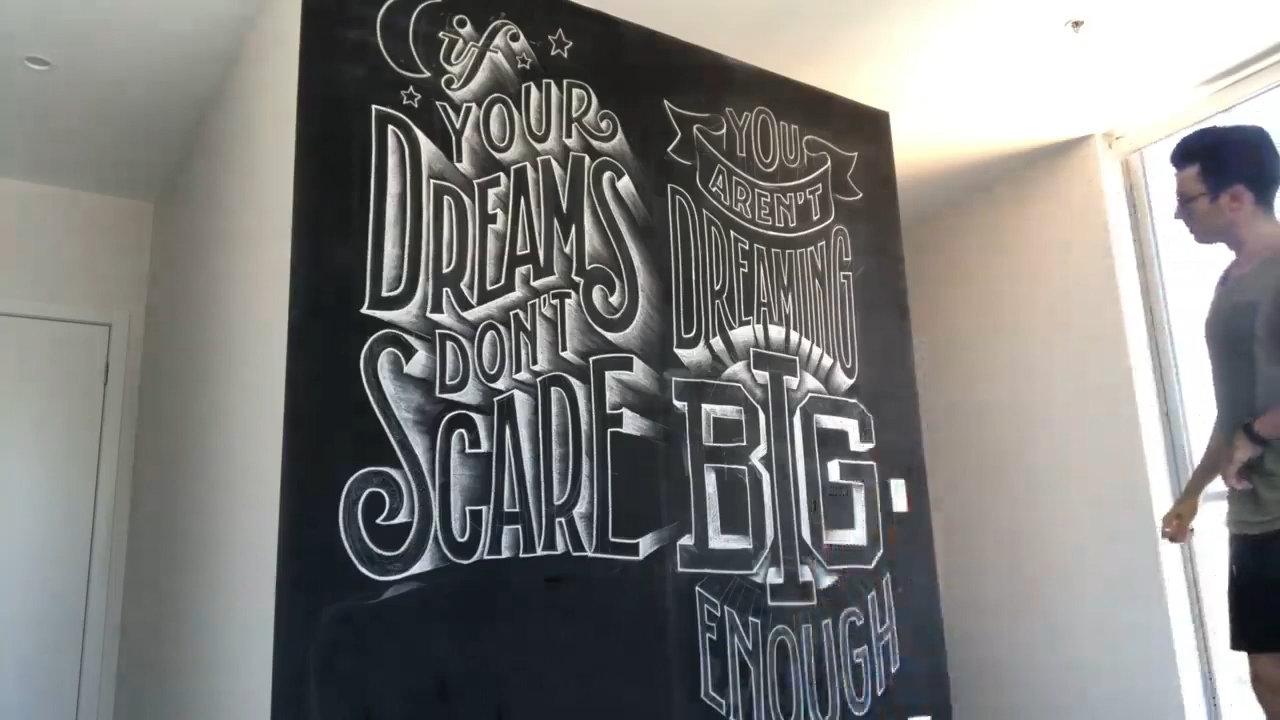 if
YOUR
DREAMS
DON'T
SCARE
YOU
AREN'T
DREAMING
BIG
ENOUGH